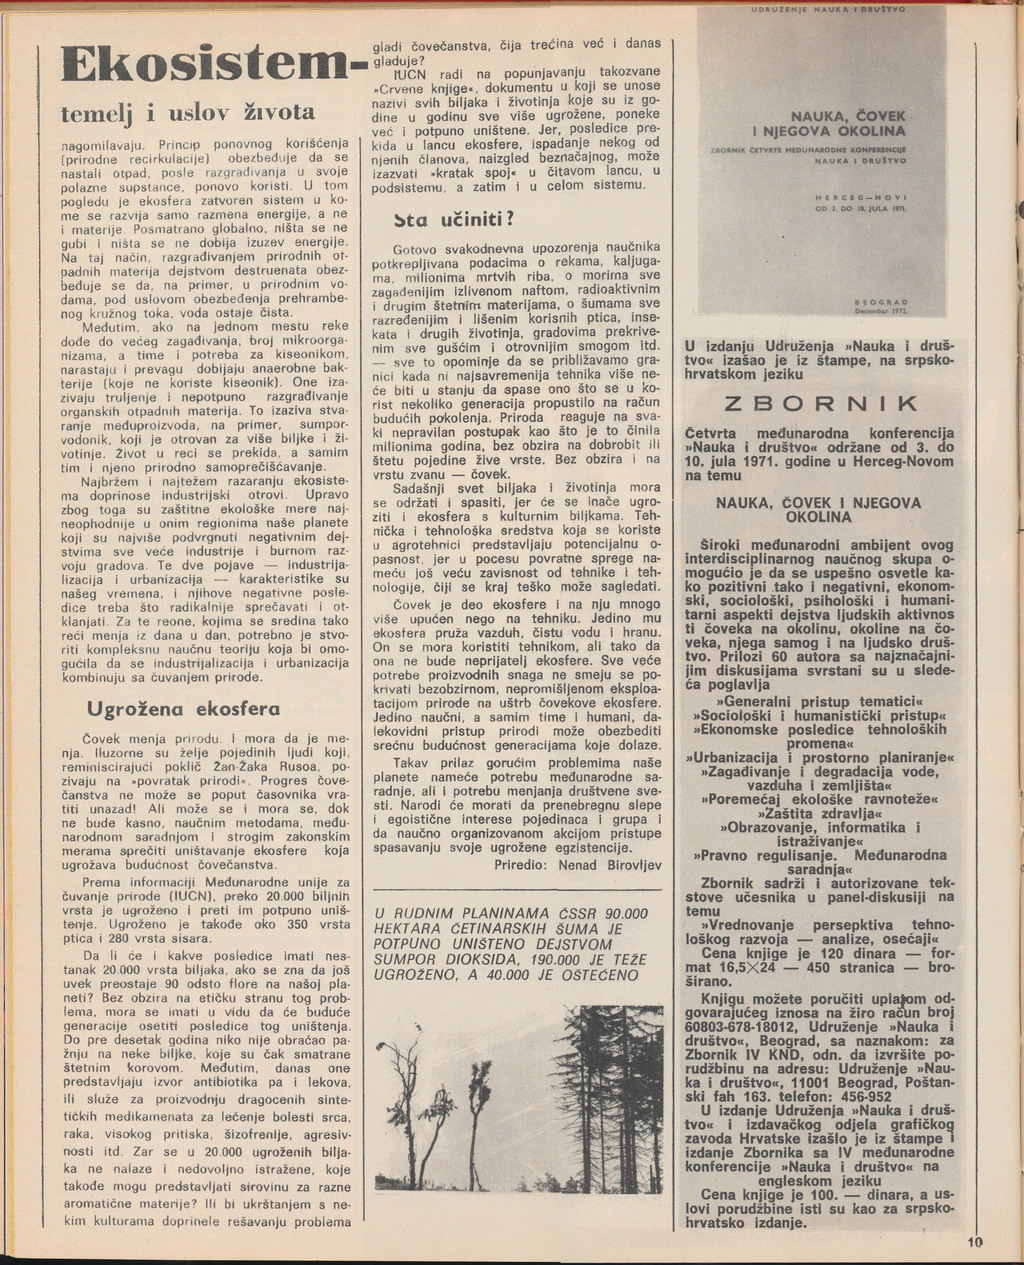 Ekosistem-
temelj i uslov života
nagomilavaju. Princip ponovnog korišćenja
(prirodne recirkulacije) obezbeđuje da se
nastali otpad, posle razgrađivanja u svoje
polazne supstance, ponovo koristi. U tom
pogledu je ekosfera zatvoren sistem u ko-
me se razvija samo razmena energije, a ne
i materije. Posmatrano globalno, ništa se ne
gubi i ništa se ne dobija izuzev energije.
Na taj način, razgrađivanjem prirodnih ot-
padnih materija dejstvom destruenata obez-
beđuje se da, na primer, u prirodnim vo-
dama, pod uslovom obezbeđenja prehrambe-
nog kružnog toka, voda ostaje čista.
Međutim, ako na jednom mestu reke
dođe do većeg zagađivanja, broj mikroorga-
nizama, a time i potreba za kiseonikom,
narastaju i prevagu dobijaju anaerobne bak-
terije (koje ne koriste kiseonik). One iza-
zivaju truljenje i nepotpuno razgrađivanje
organskih otpadnih materija. To izaziva stva-
ranje međuproizvoda, na primer, sumpor-
vodonik, koji je otrovan za više biljke i ži-
votinje. Život u reci se prekida, a samim
tim i njeno prirodno samoprečišćavanje.
Najbržem i najtežem razaranju ekosiste-
ma doprinose industrijski otrovi. Upravo
zbog toga su zaštitne ekološke mere naj-
neophodnije u onim regionima naše planete
koji su najviše podvrgnuti negativnim dej-
stvima sve veće industrije i burnom raz-
voju gradova. Te dve pojave — industrija-
lizacija i urbanizacija — karakteristike su
našeg vremena, i njihove negativne posle-
dice treba što radikalnije sprečavati i ot-
klanjati. Za te reone, kojima se sredina tako
reći menja iz dana u dan, potrebno je stvo-
riti kompleksnu naučnu teoriju koja bi omo-
gućila da se industrijalizacija i urbanizacija
kombinuju sa čuvanjem prirode.
Ugrožena ekosfera
Čovek menja prirodu. I mora da je me-
nja. Iluzorne su želje pojedinih ljudi koji,
reminiscirajući poklič Žan-Žaka Rusoa, po-
zivaju na »povratak prirodi«. Progres čove-
čanstva ne može se poput časovnika vra-
titi unazad! Ali može se i mora se, dok
ne bude kasno, naučnim metodama, među-
narodnom saradnjom i strogim zakonskim
merama sprečiti uništavanje ekosfere koja
ugrožava budućnost čovečanstva.
Prema informaciji Međunarodne unije za
čuvanje prirode (IUCN), preko 20.000 biljnih
vrsta je ugroženo i preti im potpuno uniš-
tenje. Ugroženo je takođe oko 350 vrsta
ptica i 280 vrsta sisara.
Da li će i kakve posledice imati nes-
tanak 20.000 vrsta biljaka, ako se zna da još
uvek preostaje 90 odsto flore na našoj pla-
neti? Bez obzira na etičku stranu tog prob-
lema, mora se imati u vidu da će buduće
generacije osetiti posledice tog uništenja.
Do pre desetak godina niko nije obraćao pa-
žnju na neke biljke, koje su čak smatrane
štetnim korovom. Međutim, danas one
predstavljaju izvor antibiotika pa i lekova,
ili služe za proizvodnju dragocenih sinte-
tičkih medikamenata za lečenje bolesti srca,
raka, visokog pritiska, šizofrenije, agresiv-
nosti itd. Zar se u 20.000 ugroženih bilja-
ka ne nalaze i nedovoljno istražene, koje
takođe mogu predstavljati sirovinu za razne
aromatične materije? Ili bi ukrštanjem s ne-
kim kulturama doprinele rešavanju problema
gladi čovečanstva, čija trećina već i danas
gladuje?
IUCN radi na popunjavanju takozvane
»Crvene knjige«, dokumentu u koji se unose
nazivi svih biljaka i životinja koje su iz go-
dine u godinu sve više ugrožene, poneke
već i potpuno uništene. Jer, posledice pre-
kida u lancu ekosfere, ispadanje nekog od
njenih članova, naizgled beznačajnog, može
izazvati »kratak spoj« u čitavom lancu, u
podsistemu, a zatim i u celom sistemu.
Šta učiniti?
Gotovo svakodnevna upozorenja naučnika
potkrepljivana podacima o rekama, kaljuga-
ma, milionima mrtvih riba, o morima sve
zagađenijim izlivenom naftom, radioaktivnim
i drugim štetnim materijama, o šumama sve
razređenijim i lišenim korisnih ptica, inse-
kata i drugih životinja, gradovima prekrive-
nim sve gušćim i otrovnijim smogom itd.
— sve to opominje da se približavamo gra-
nici kada ni najsavremenija tehnika više ne-
će biti u stanju da spase ono što se u ko-
rist nekoliko generacija propustilo na račun
budućih pokolenja. Priroda reaguje na sva-
ki nepravilan postupak kao što je to činila
milionima godina, bez obzira na dobrobit ili
štetu pojedine žive vrste. Bez obzira i na
vrstu zvanu — čovek.
Sadašnji svet biljaka i životinja mora
se održati i spasiti, jer će se inače ugro-
ziti i ekosfera s kulturnim biljkama. Teh-
nička i tehnološka sredstva koja se koriste
u agrotehnici predstavljaju potencijalnu o-
pasnost, jer u pocesu povratne sprege na-
meću još veću zavisnost od tehnike i teh-
nologije, čiji se kraj teško može sagledati.
Čovek je deo ekosfere i na nju mnogo
više upućen nego na tehniku. Jedino mu
ekosfera pruža vazduh, čistu vodu i hranu.
On se mora koristiti tehnikom, ali tako da
ona ne bude neprijatelj ekosfere. Sve veće
potrebe proizvodnih snaga ne smeju se po-
krivati bezobzirnom, nepromišljenom eksploa-
tacijom prirode na uštrb čovekove ekosfere.
Jedino naučni, a samim time i humani, da-
lekovidni pristup prirodi može obezbediti
srećnu budućnost generacijama koje dolaze.
Takav prilaz gorućim problemima naše
planete nameće potrebu međunarodne sa-
radnje, ali i potrebu menjanja društvene sve-
sti. Narodi će morati da prenebregnu slepe
i egoistične interese pojedinaca i grupa i
da naučno organizovanom akcijom pristupe
spasavanju svoje ugrožene egzistencije.
Priredio: Nenad Birovljev
U RUDNIM PLANINAMA ČSSR 90.000
HEKTARA ČETINARSKIH ŠUMA JE
POTPUNO UNIŠTENO DEJSTVOM
SUMPOR DIOKSIDA, 190.000 JE TEŽE
UGROŽENO, A 40.000 JE OŠTEĆENO
UDRUŽENJE NAUKA I DRUŠTVO
NAUKA, ČOVEK
I NJEGOVA OKOLINA
ZBORNIK ČETVRTE MEĐUNARODNE KONFERENCIJE
NAUKA I DRUŠTVO
HERCEG—NOVI
OD 3. DO 10. JULA 1971.
BEOGRAD
Decembar 1972.
U izdanju Udruženja »Nauka i druš-
tvo« izašao je iz štampe, na srpsko-
hrvatskom jeziku
ZBORNIK
Četvrta međunarodna konferencija
»Nauka i društvo« održane od 3. do
10. jula 1971. godine u Herceg-Novom
na temu
NAUKA, ČOVEK I NJEGOVA
OKOLINA
Široki međunarodni ambijent ovog
interdisciplinarnog naučnog skupa o-
mogućio je da se uspešno osvetle ka-
ko pozitivni tako i negativni, ekonom-
ski, sociološki, psihološki i humani-
tarni aspekti dejstva ljudskih aktivnos
ti čoveka na okolinu, okoline na čo-
veka, njega samog i na ljudsko druš-
tvo. Prilozi 60 autora sa najznačajni-
jim diskusijama svrstani su u slede-
ća poglavlja
»Generalni pristup tematici«
»Sociološki i humanistički pristup«
»Ekonomske posledice tehnoloških
promena«
»Urbanizacija i prostorno planiranje«
»Zagađivanje i degradacija vode,
vazduha i zemljišta«
»Poremećaj ekološke ravnoteže«
»Zaštita zdravlja«
»Obrazovanje, informatika i
istraživanje«
»Pravno regulisanje. Međunarodna
saradnja«
Zbornik sadrži i autorizovane tek-
stove učesnika u panel-diskusiji na
temu
»Vrednovanje persepktiva tehno-
loškog razvoja — analize, osećaji«
Cena knjige je 120 dinara — for-
mat 16,5×24 — 450 stranica — bro-
širano.
Knjigu možete poručiti uplatom od-
govarajućeg iznosa na žiro račun broj
60803-678-18012, Udruženje »Nauka i
društvo«, Beograd, sa naznakom: za
Zbornik IV KND, odn. da izvršite po-
rudžbinu na adresu: Udruženje »Nau-
ka i društvo«, 11001 Beograd, Poštan-
ski fah 163. telefon: 456-952
U izdanje Udruženja »Nauka i druš-
tvo« i izdavačkog odjela grafičkog
zavoda Hrvatske izašlo je iz štampe i
izdanje Zbornika sa IV međunarodne
konferencije »Nauka i društvo« na
engleskom jeziku
Cena knjige je 100. — dinara, a us-
lovi porudžbine isti su kao za srpsko-
hrvatsko izdanje.
10